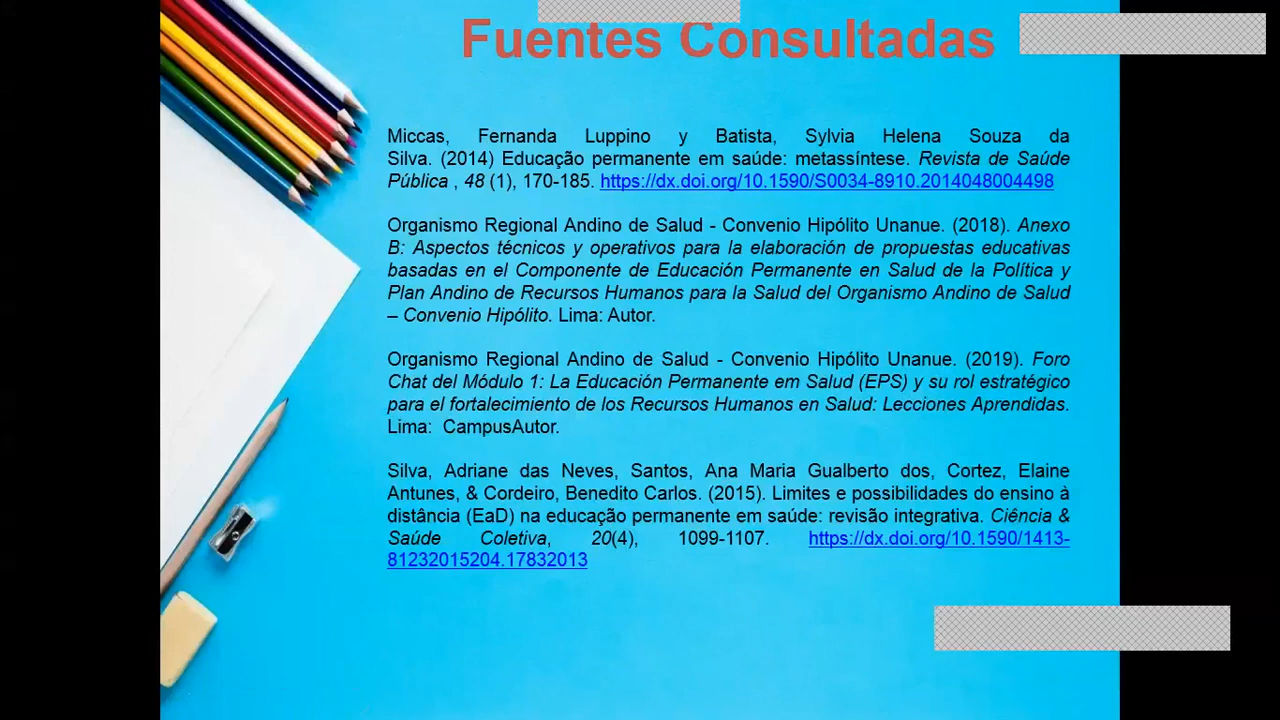 Fuentes Consultadas
Miccas, Fernanda Luppino y Batista, Sylvia Helena Souza da
Silva. (2014) Educação permanente em saúde: metassíntese. Revista de Saúde
Pública , 48 (1), 170-185. https://dx.doi.org/10.1590/S0034-8910.2014048004498
Organismo Regional Andino de Salud - Convenio Hipólito Unanue. (2018). Anexo
B: Aspectos técnicos y operativos para la elaboración de propuestas educativas
basadas en el Componente de Educación Permanente en Salud de la Política y
Plan Andino de Recursos Humanos para la Salud del Organismo Andino de Salud
– Convenio Hipólito. Lima: Autor.
Organismo Regional Andino de Salud - Convenio Hipólito Unanue. (2019). Foro
Chat del Módulo 1: La Educación Permanente em Salud (EPS) y su rol estratégico
para el fortalecimiento de los Recursos Humanos en Salud: Lecciones Aprendidas.
Lima: CampusAutor.
Silva, Adriane das Neves, Santos, Ana Maria Gualberto dos, Cortez, Elaine
Antunes, & Cordeiro, Benedito Carlos. (2015). Limites e possibilidades do ensino à
distância (EaD) na educação permanente em saúde: revisão integrativa. Ciência &
Saúde Coletiva, 20(4), 1099-1107. https://dx.doi.org/10.1590/1413-
81232015204.17832013